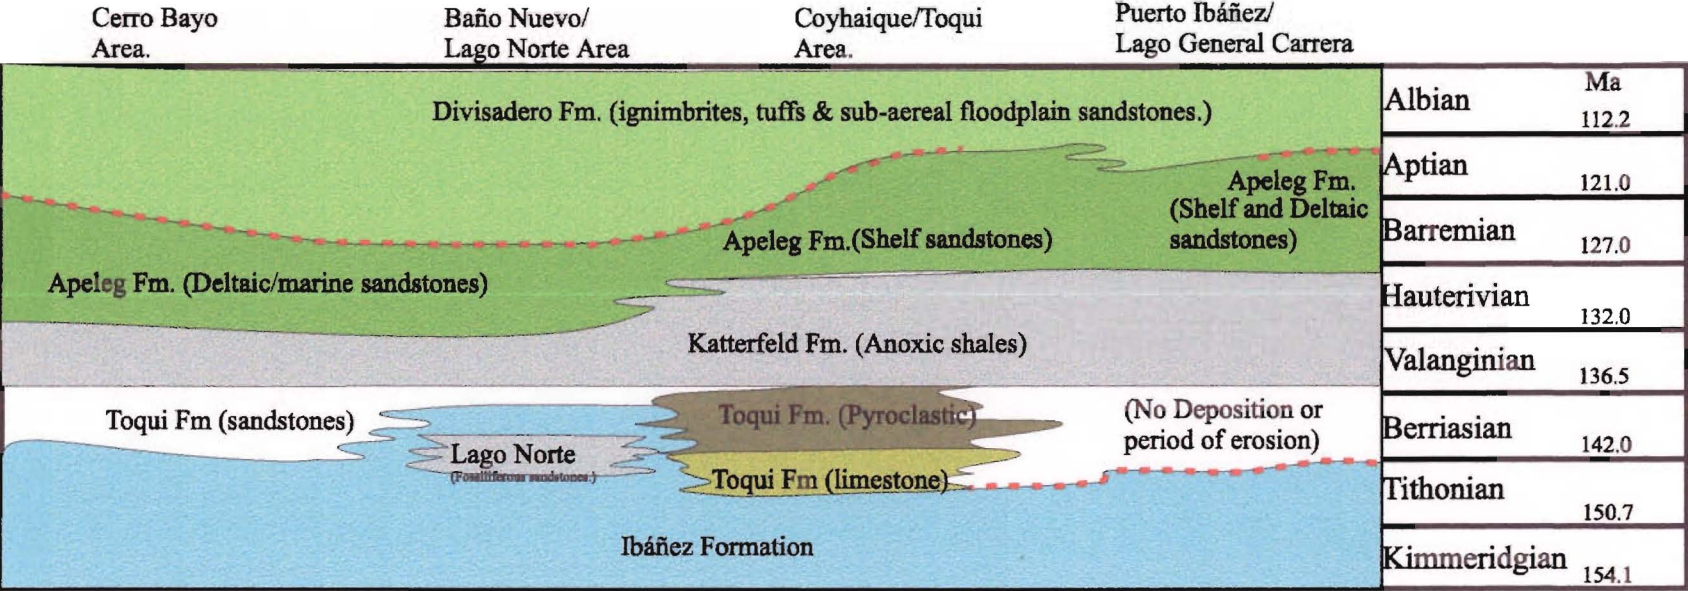 Cerro Bayo
Area.
Baño Nuevo/
Lago Norte Area
Coyhaique/Toqui
Area.
Puerto Ibáñez/
Lago General Carrera
Divisadero Fm. (ignimbrites, tuffs & sub-aereal floodplain sandstones.)
Apeleg Fm.
(Shelf and Deltaic
sandstones)
Apeleg Fm.(Shelf sandstones)
Apeleg Fm. (Deltaic/marine sandstones)
Katterfeld Fm. (Anoxic shales)
Toqui Fm (sandstones)
Toqui Fm. (Pyroclastic)
(No Deposition or
period of erosion)
Lago Norte
(Fossiliferous sandstones.)
Toqui Fm (limestone)
Ibáñez Formation
Ma
Albian 112.2
Aptian 121.0
Barremian 127.0
Hauterivian 132.0
Valanginian 136.5
Berriasian 142.0
Tithonian 150.7
Kimmeridgian 154.1